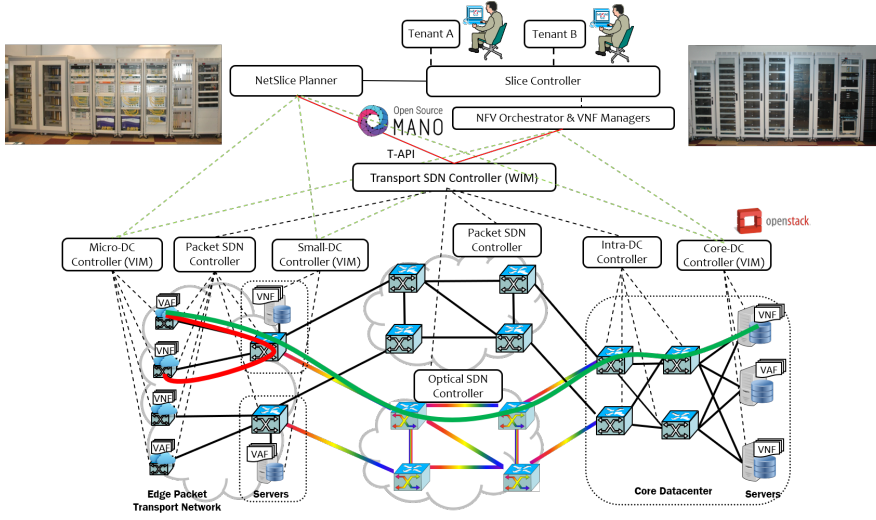 Tenant A
Tenant B
NetSlice Planner
Slice Controller
Open Source
MANO
NFV Orchestrator & VNF Managers
T-API
Transport SDN Controller (WIM)
openstack
Micro-DC
Controller (VIM)
Packet SDN
Controller
Small-DC
Controller (VIM)
Packet SDN
Controller
Intra-DC
Controller
Core-DC
Controller (VIM)
VAF
VNF
VNF
VAF
VNF
VAF
Optical SDN
Controller
VNF
VAF
VNF
Edge Packet
Transport Network
Servers
Core Datacenter
Servers